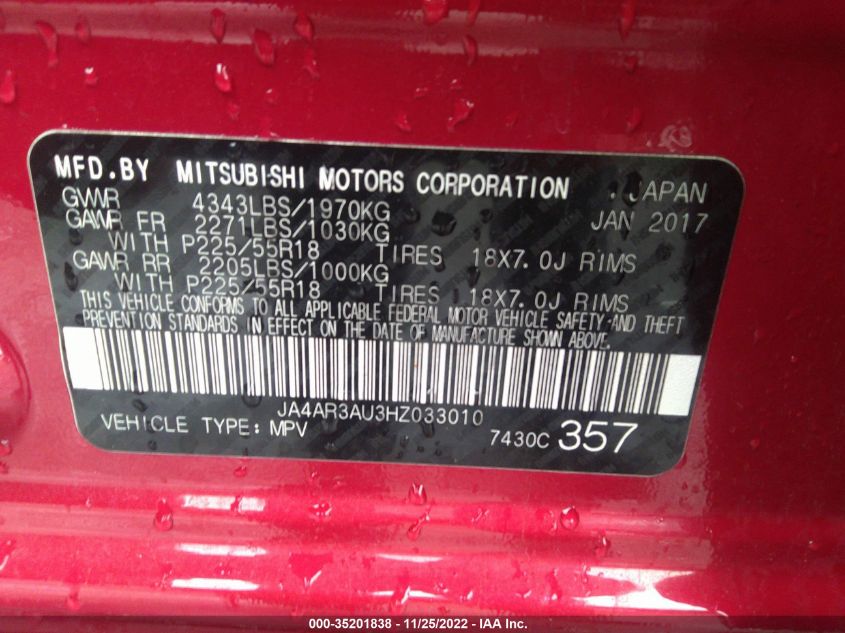 MFD.BY MITSUBISHI MOTORS CORPORATION . JAPAN
GVWR 4343LBS/1970KG JAN 2017
GAWR FR 2271LBS/1030KG
WITH P225/55R18 TIRES 18X7.0J RIMS
GAWR RR 2205LBS/1000KG
WITH P225/55R18 TIRES 18X7.0J RIMS
THIS VEHICLE CONFORMS TO ALL APPLICABLE FEDERAL MOTOR VEHICLE SAFETY AND THEFT
PREVENTION STANDARDS IN EFFECT ON THE DATE OF MANUFACTURE SHOWN ABOVE.
JA4AR3AU3HZ033010
VEHICLE TYPE: MPV 7430C 357
000-35201838 - 11/25/2022 - IAA Inc.